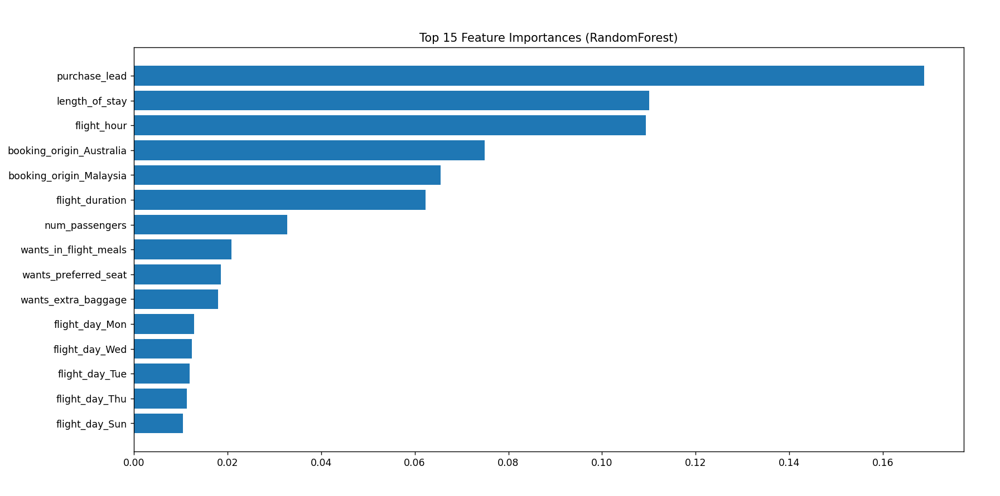 Top 15 Feature Importances (RandomForest)
purchase_lead
length_of_stay
flight_hour
booking_origin_Australia
booking_origin_Malaysia
flight_duration
num_passengers
wants_in_flight_meals
wants_preferred_seat
wants_extra_baggage
flight_day_Mon
flight_day_Wed
flight_day_Tue
flight_day_Thu
flight_day_Sun
0.00 0.02 0.04 0.06 0.08 0.10 0.12 0.14 0.16